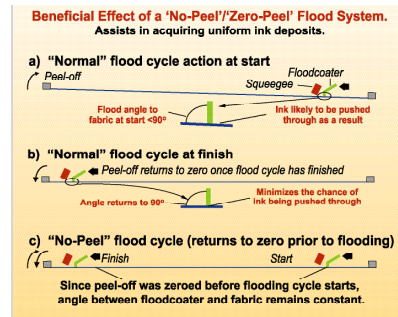 Beneficial Effect of a ‘No-Peel’/‘Zero-Peel’ Flood System.
Assists in acquiring uniform ink deposits.
a) “Normal” flood cycle action at start
Peel-off
Floodcoater
Squeegee
Flood angle to
fabric at start <90º
Ink likely to be pushed
through as a result
b) “Normal” flood cycle at finish
Peel-off returns to zero once flood cycle has finished
Angle returns to 90º
Minimizes the chance of
ink being pushed through
c) “No-Peel” flood cycle (returns to zero prior to flooding)
Finish
Start
Since peel-off was zeroed before flooding cycle starts,
angle between floodcoater and fabric remains constant.